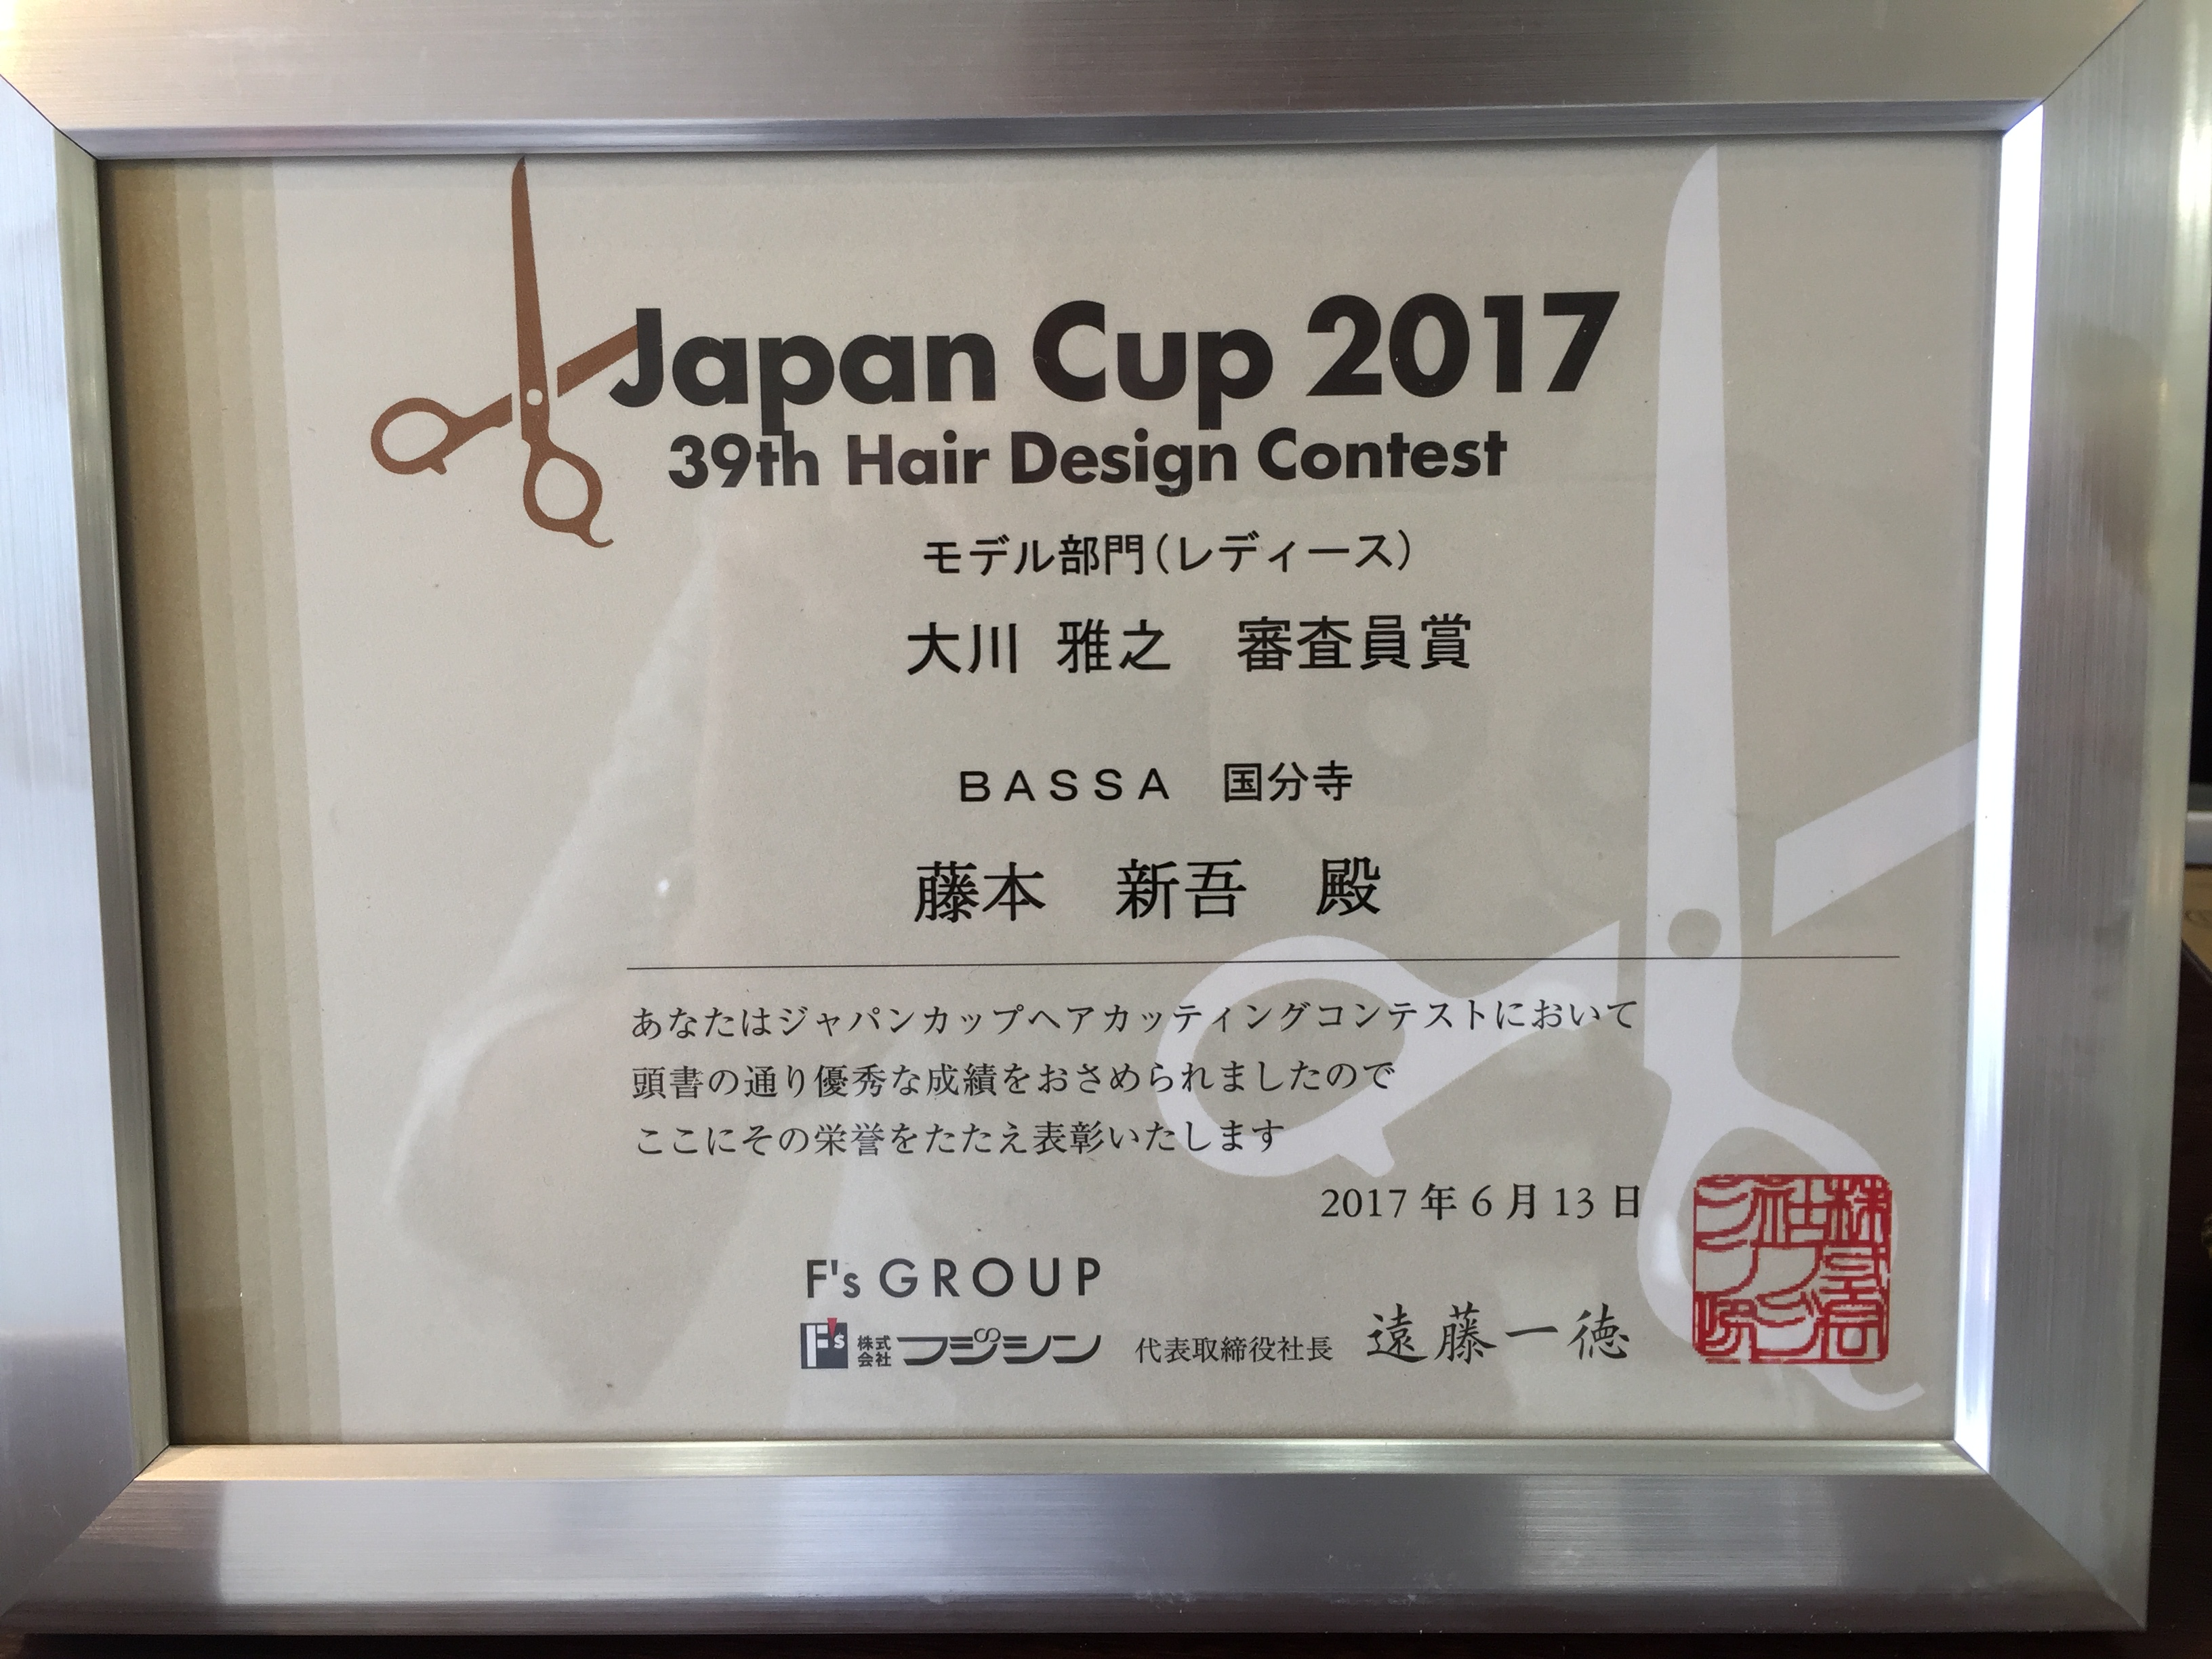 Japan Cup 2017
39th Hair Design Contest
モデル部門(レディース)
大川 雅之　審査員賞
ＢＡＳＳＡ　国分寺
藤本　新吾　殿
あなたはジャパンカップヘアカッティングコンテストにおいて
頭書の通り優秀な成績をおさめられましたので
ここにその栄誉をたたえ表彰いたします
2017年6月13日
F's GROUP
F's 株式会社 フジシン 代表取締役社長 遠藤一徳